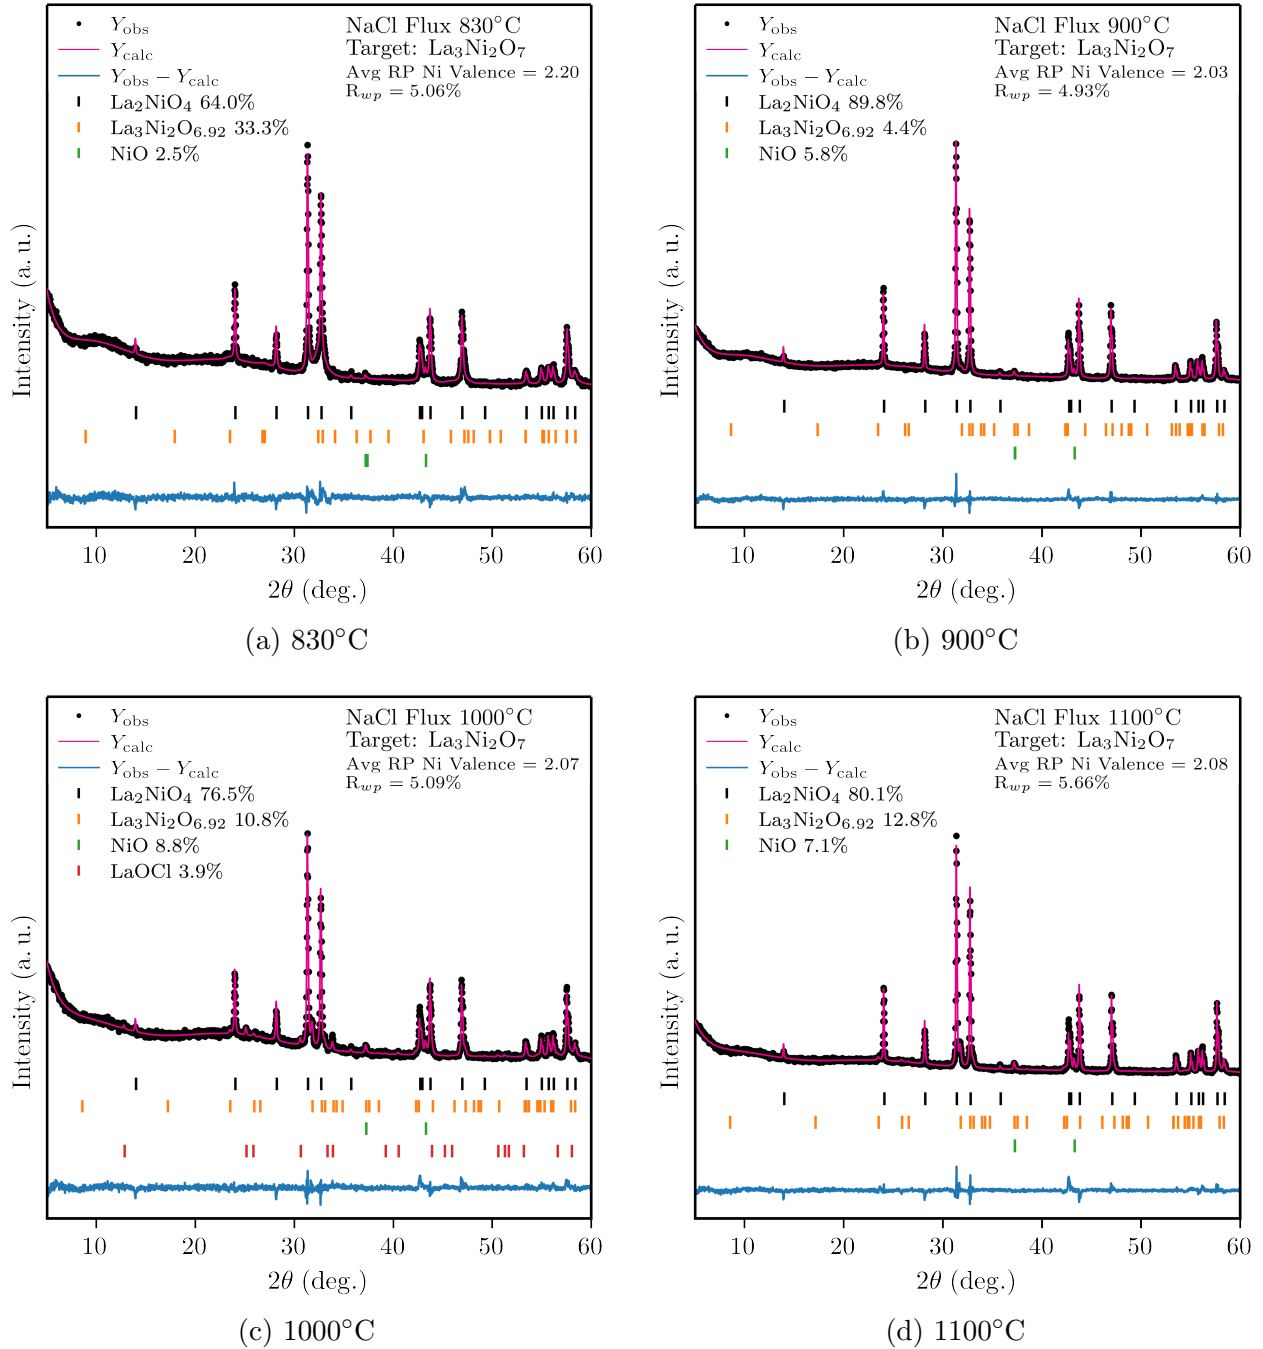 Y_obs
Y_calc
Y_obs − Y_calc
La₂NiO₄ 64.0%
La₃Ni₂O₆.₉₂ 33.3%
NiO 2.5%
NaCl Flux 830°C
Target: La₃Ni₂O₇
Avg RP Ni Valence = 2.20
R_wp = 5.06%
Intensity (a. u.)
10 20 30 40 50 60
2θ (deg.)
(a) 830°C
Y_obs
Y_calc
Y_obs − Y_calc
La₂NiO₄ 89.8%
La₃Ni₂O₆.₉₂ 4.4%
NiO 5.8%
NaCl Flux 900°C
Target: La₃Ni₂O₇
Avg RP Ni Valence = 2.03
R_wp = 4.93%
Intensity (a. u.)
10 20 30 40 50 60
2θ (deg.)
(b) 900°C
Y_obs
Y_calc
Y_obs − Y_calc
La₂NiO₄ 76.5%
La₃Ni₂O₆.₉₂ 10.8%
NiO 8.8%
LaOCl 3.9%
NaCl Flux 1000°C
Target: La₃Ni₂O₇
Avg RP Ni Valence = 2.07
R_wp = 5.09%
Intensity (a. u.)
10 20 30 40 50 60
2θ (deg.)
(c) 1000°C
Y_obs
Y_calc
Y_obs − Y_calc
La₂NiO₄ 80.1%
La₃Ni₂O₆.₉₂ 12.8%
NiO 7.1%
NaCl Flux 1100°C
Target: La₃Ni₂O₇
Avg RP Ni Valence = 2.08
R_wp = 5.66%
Intensity (a. u.)
10 20 30 40 50 60
2θ (deg.)
(d) 1100°C